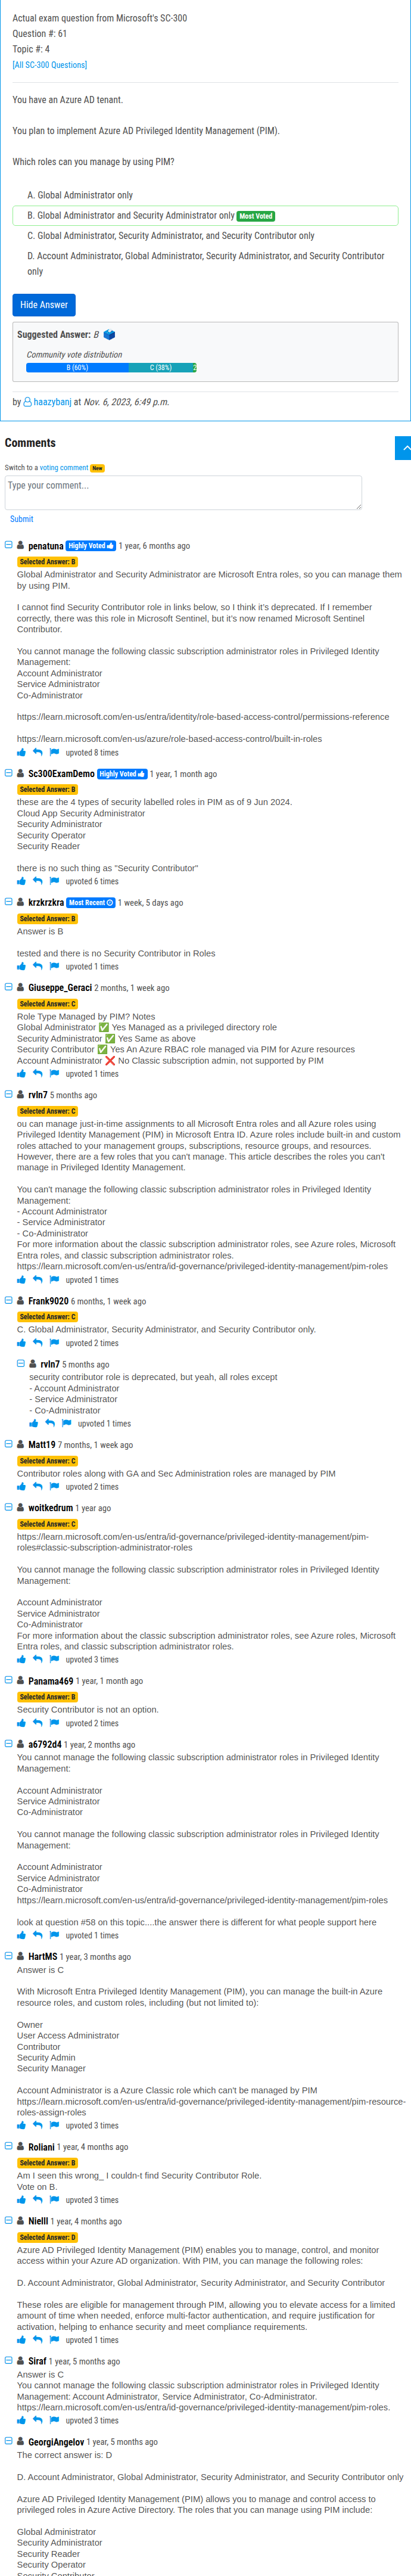 Actual exam question from Microsoft's SC-300
Question #: 61
Topic #: 4
[All SC-300 Questions]
You have an Azure AD tenant.
You plan to implement Azure AD Privileged Identity Management (PIM).
Which roles can you manage by using PIM?
A. Global Administrator only
B. Global Administrator and Security Administrator only Most Voted
C. Global Administrator, Security Administrator, and Security Contributor only
D. Account Administrator, Global Administrator, Security Administrator, and Security Contributor
only
Hide Answer
Suggested Answer: B
Community vote distribution
B (60%) C (38%) 2
by haazybanj at Nov. 6, 2023, 6:49 p.m.
Comments
Switch to a voting comment New
Type your comment...
Submit
penatuna Highly Voted 1 year, 6 months ago
Selected Answer: B
Global Administrator and Security Administrator are Microsoft Entra roles, so you can manage them
by using PIM.
I cannot find Security Contributor role in links below, so I think it's deprecated. If I remember
correctly, there was this role in Microsoft Sentinel, but it's now renamed Microsoft Sentinel
Contributor.
You cannot manage the following classic subscription administrator roles in Privileged Identity
Management:
Account Administrator
Service Administrator
Co-Administrator
https://learn.microsoft.com/en-us/entra/identity/role-based-access-control/permissions-reference
https://learn.microsoft.com/en-us/azure/role-based-access-control/built-in-roles
upvoted 8 times
Sc300ExamDemo Highly Voted 1 year, 1 month ago
Selected Answer: B
these are the 4 types of security labelled roles in PIM as of 9 Jun 2024.
Cloud App Security Administrator
Security Administrator
Security Operator
Security Reader
there is no such thing as "Security Contributor"
upvoted 6 times
krzkrzkra Most Recent 1 week, 5 days ago
Selected Answer: B
Answer is B
tested and there is no Security Contributor in Roles
upvoted 1 times
Giuseppe_Geraci 2 months, 1 week ago
Selected Answer: C
Role Type Managed by PIM? Notes
Global Administrator ✅ Yes Managed as a privileged directory role
Security Administrator ✅ Yes Same as above
Security Contributor ✅ Yes An Azure RBAC role managed via PIM for Azure resources
Account Administrator ❌ No Classic subscription admin, not supported by PIM
upvoted 1 times
rvln7 5 months ago
Selected Answer: C
ou can manage just-in-time assignments to all Microsoft Entra roles and all Azure roles using
Privileged Identity Management (PIM) in Microsoft Entra ID. Azure roles include built-in and custom
roles attached to your management groups, subscriptions, resource groups, and resources.
However, there are a few roles that you can't manage. This article describes the roles you can't
manage in Privileged Identity Management.
You can't manage the following classic subscription administrator roles in Privileged Identity
Management:
- Account Administrator
- Service Administrator
- Co-Administrator
For more information about the classic subscription administrator roles, see Azure roles, Microsoft
Entra roles, and classic subscription administrator roles.
https://learn.microsoft.com/en-us/entra/id-governance/privileged-identity-management/pim-roles
upvoted 1 times
Frank9020 6 months, 1 week ago
Selected Answer: C
C. Global Administrator, Security Administrator, and Security Contributor only.
upvoted 2 times
rvln7 5 months ago
security contributor role is deprecated, but yeah, all roles except
- Account Administrator
- Service Administrator
- Co-Administrator
upvoted 1 times
Matt19 7 months, 1 week ago
Selected Answer: C
Contributor roles along with GA and Sec Administration roles are managed by PIM
upvoted 2 times
woitkedrum 1 year ago
Selected Answer: C
https://learn.microsoft.com/en-us/entra/id-governance/privileged-identity-management/pim-
roles#classic-subscription-administrator-roles
You cannot manage the following classic subscription administrator roles in Privileged Identity
Management:
Account Administrator
Service Administrator
Co-Administrator
For more information about the classic subscription administrator roles, see Azure roles, Microsoft
Entra roles, and classic subscription administrator roles.
upvoted 3 times
Panama469 1 year, 1 month ago
Selected Answer: B
Security Contributor is not an option.
upvoted 2 times
a6792d4 1 year, 2 months ago
You cannot manage the following classic subscription administrator roles in Privileged Identity
Management:
Account Administrator
Service Administrator
Co-Administrator
You cannot manage the following classic subscription administrator roles in Privileged Identity
Management:
Account Administrator
Service Administrator
Co-Administrator
https://learn.microsoft.com/en-us/entra/id-governance/privileged-identity-management/pim-roles
look at question #58 on this topic....the answer there is different for what people support here
upvoted 1 times
HartMS 1 year, 3 months ago
Answer is C
With Microsoft Entra Privileged Identity Management (PIM), you can manage the built-in Azure
resource roles, and custom roles, including (but not limited to):
Owner
User Access Administrator
Contributor
Security Admin
Security Manager
Account Administrator is a Azure Classic role which can't be managed by PIM
https://learn.microsoft.com/en-us/entra/id-governance/privileged-identity-management/pim-resource-
roles-assign-roles
upvoted 3 times
Roliani 1 year, 4 months ago
Selected Answer: B
Am I seen this wrong_ I couldn-t find Security Contributor Role.
Vote on B.
upvoted 3 times
Nielll 1 year, 4 months ago
Selected Answer: D
Azure AD Privileged Identity Management (PIM) enables you to manage, control, and monitor
access within your Azure AD organization. With PIM, you can manage the following roles:
D. Account Administrator, Global Administrator, Security Administrator, and Security Contributor
These roles are eligible for management through PIM, allowing you to elevate access for a limited
amount of time when needed, enforce multi-factor authentication, and require justification for
activation, helping to enhance security and meet compliance requirements.
upvoted 1 times
Siraf 1 year, 5 months ago
Answer is C
You cannot manage the following classic subscription administrator roles in Privileged Identity
Management: Account Administrator, Service Administrator, Co-Administrator.
https://learn.microsoft.com/en-us/entra/id-governance/privileged-identity-management/pim-roles.
upvoted 3 times
GeorgiAngelov 1 year, 5 months ago
The correct answer is: D
D. Account Administrator, Global Administrator, Security Administrator, and Security Contributor only
Azure AD Privileged Identity Management (PIM) allows you to manage and control access to
privileged roles in Azure Active Directory. The roles that you can manage using PIM include:
Global Administrator
Security Administrator
Security Reader
Security Operator
Security Contributor